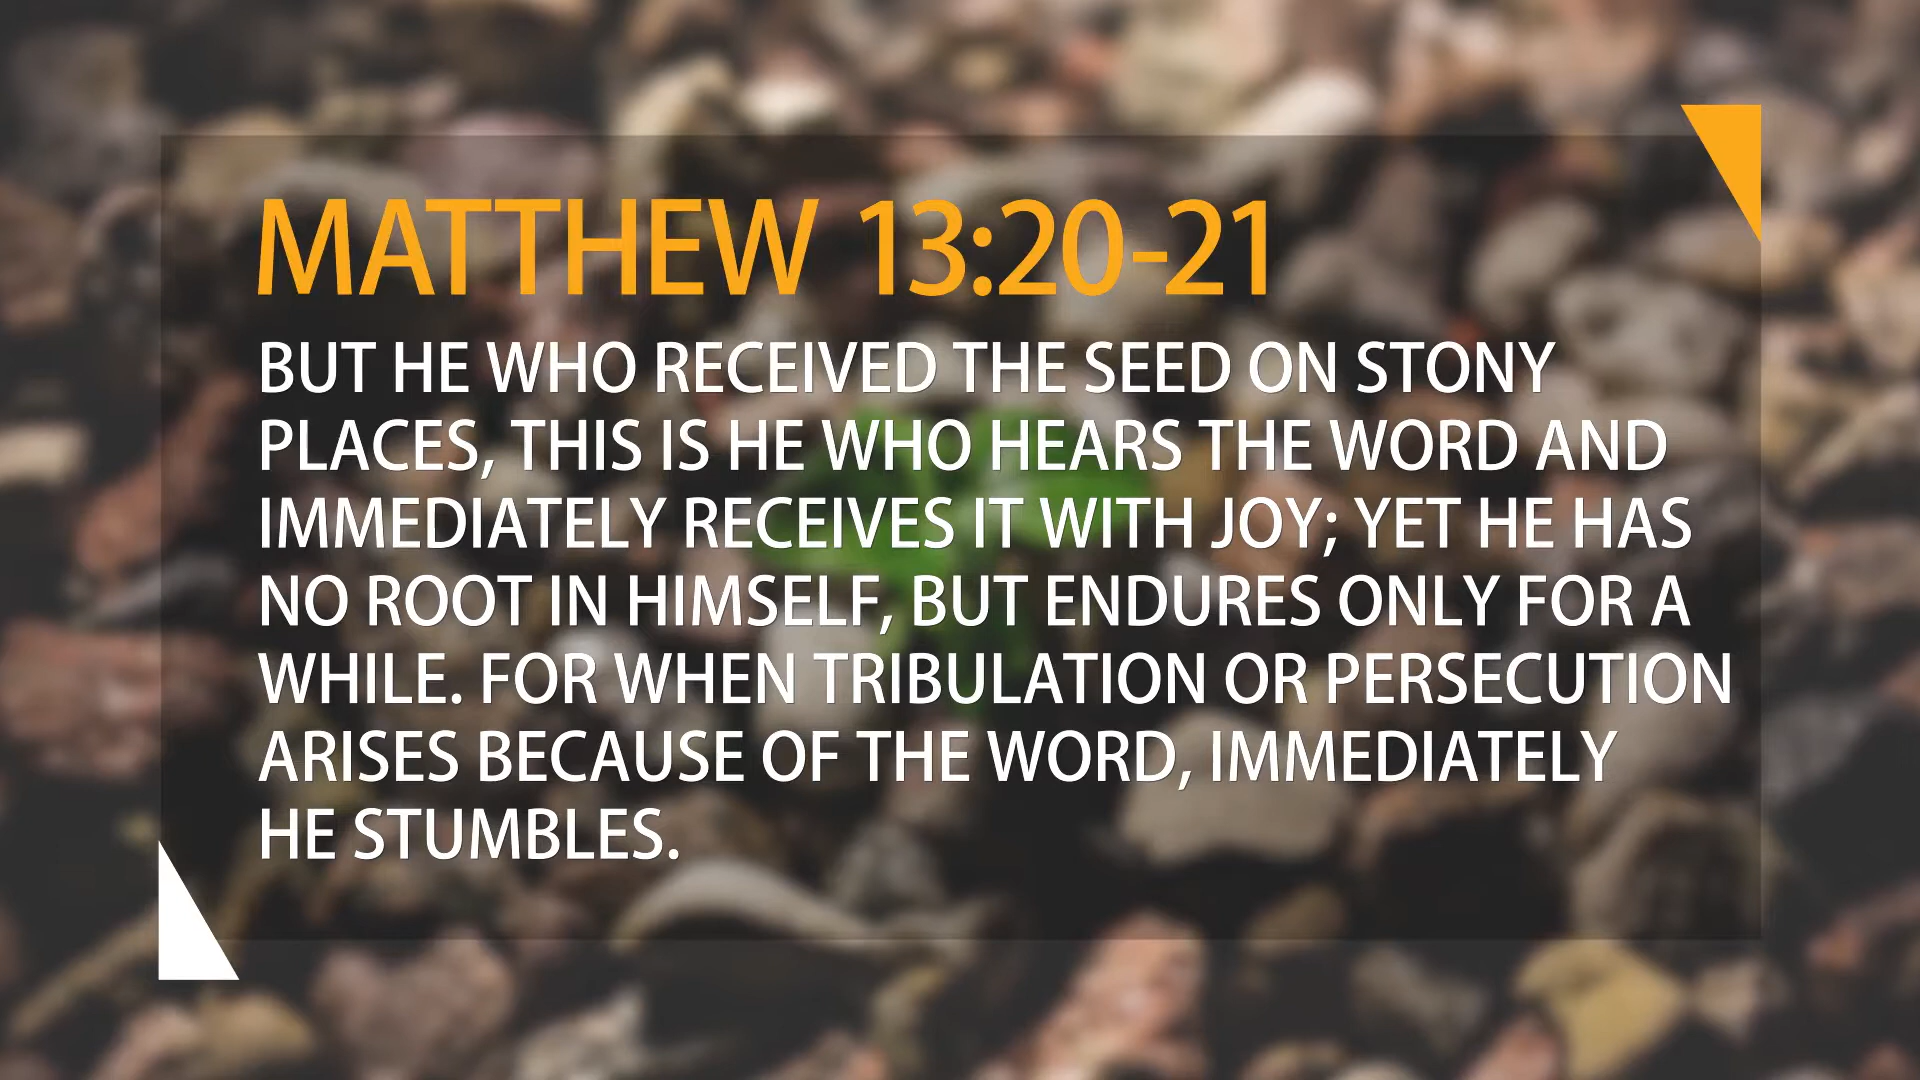 MATTHEW 13:20-21
BUT HE WHO RECEIVED THE SEED ON STONY
PLACES, THIS IS HE WHO HEARS THE WORD AND
IMMEDIATELY RECEIVES IT WITH JOY; YET HE HAS
NO ROOT IN HIMSELF, BUT ENDURES ONLY FOR A
WHILE. FOR WHEN TRIBULATION OR PERSECUTION
ARISES BECAUSE OF THE WORD, IMMEDIATELY
HE STUMBLES.